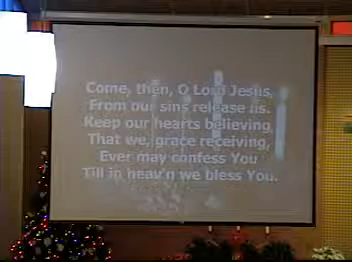 Come, then, O Lord Jesus,
From our sins release us.
Keep our hearts believing,
That we, grace receiving,
Ever may confess You
Till in heav'n we bless You.